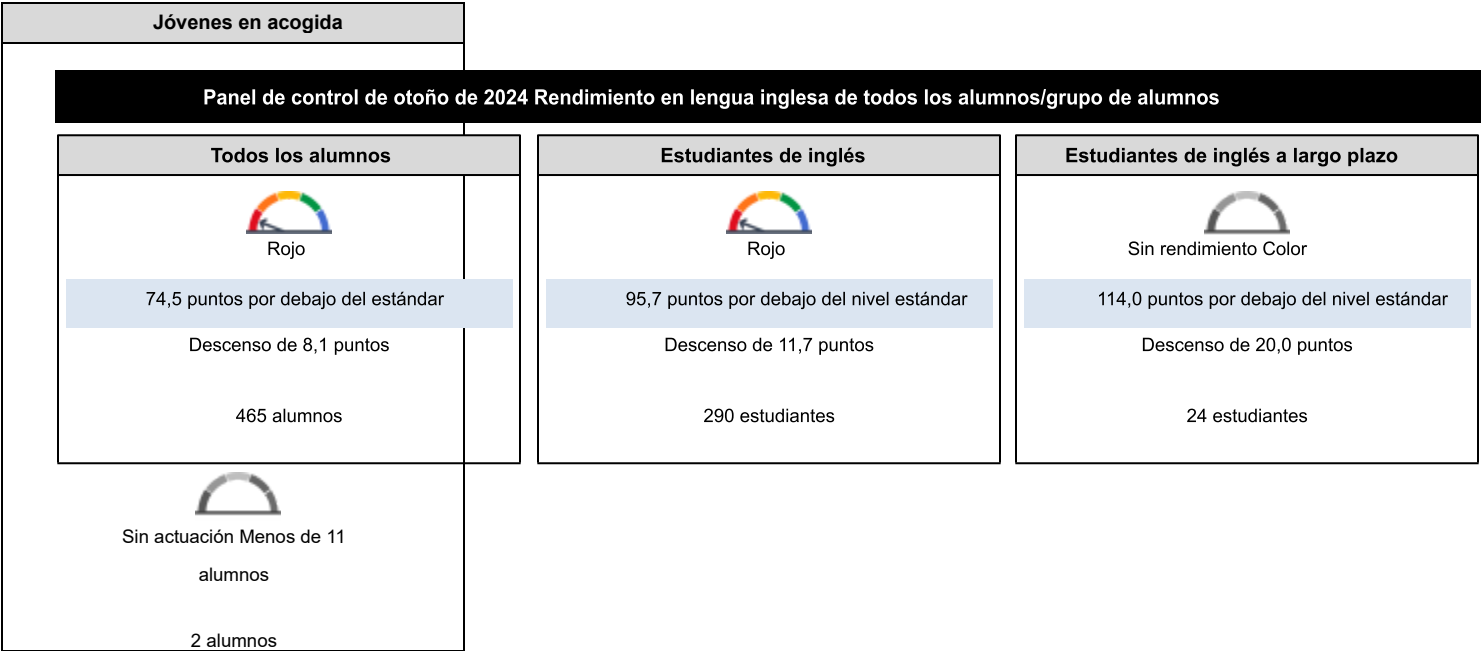 Jóvenes en acogida
Panel de control de otoño de 2024 Rendimiento en lengua inglesa de todos los alumnos/grupo de alumnos
Todos los alumnos
Rojo
74,5 puntos por debajo del estándar
Descenso de 8,1 puntos
465 alumnos
Estudiantes de inglés
Rojo
95,7 puntos por debajo del nivel estándar
Descenso de 11,7 puntos
290 estudiantes
Estudiantes de inglés a largo plazo
Sin rendimiento Color
114,0 puntos por debajo del nivel estándar
Descenso de 20,0 puntos
24 estudiantes
Sin actuación Menos de 11
alumnos
2 alumnos